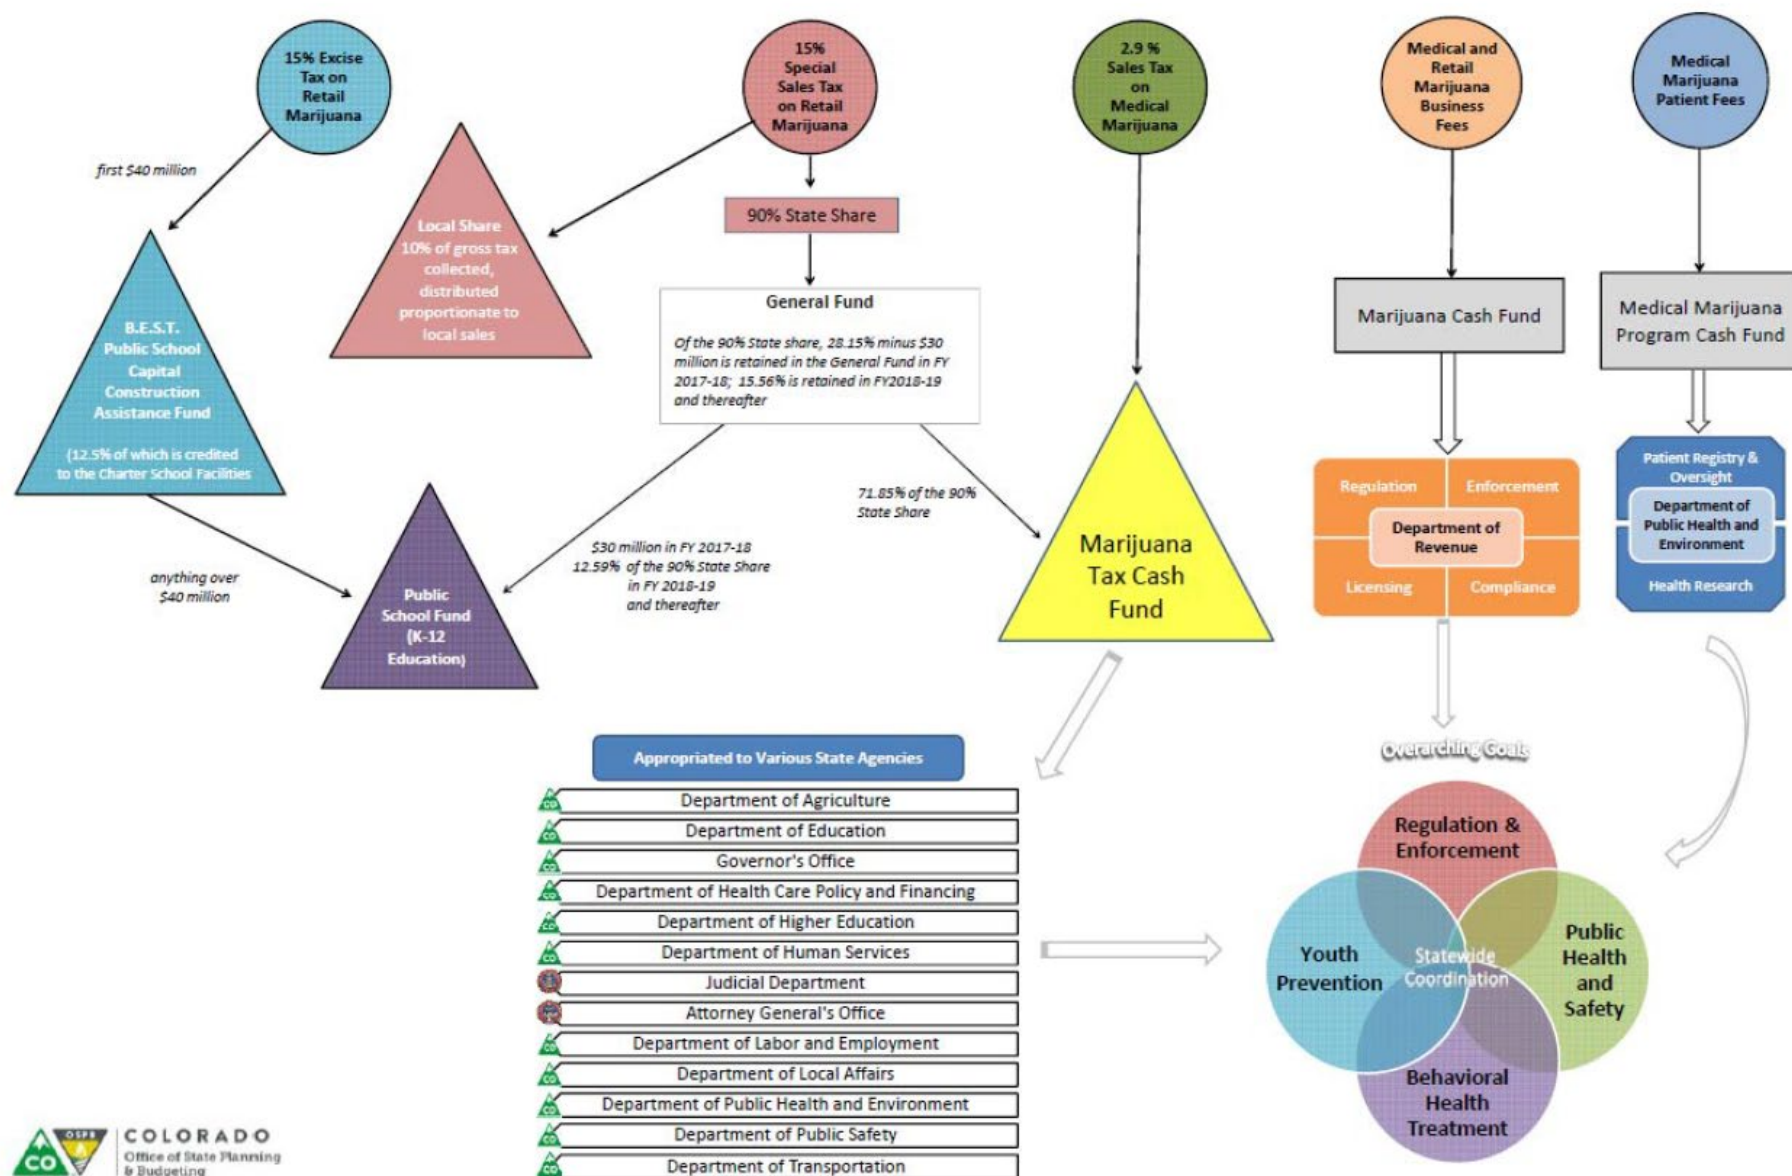 15% Excise
Tax on
Retail
Marijuana
15%
Special
Sales Tax
on Retail
Marijuana
2.9 %
Sales Tax
on
Medical
Marijuana
Medical and
Retail
Marijuana
Business
Fees
Medical
Marijuana
Patient Fees
first $40 million
Local Share
10% of gross tax
collected,
distributed
proportionate to
local sales
90% State Share
General Fund
Of the 90% State share, 28.15% minus $30
million is retained in the General Fund in FY
2017-18; 15.56% is retained in FY2018-19
and thereafter
Marijuana Cash Fund
Medical Marijuana
Program Cash Fund
B.E.S.T.
Public School
Capital
Construction
Assistance Fund
(12.5% of which is credited
to the Charter School Facilities
anything over
$40 million
Public
School Fund
(K-12
Education)
$30 million in FY 2017-18
12.59% of the 90% State Share
in FY 2018-19
and thereafter
71.85% of the 90%
State Share
Marijuana
Tax Cash
Fund
Regulation
Enforcement
Department of
Revenue
Licensing
Compliance
Patient Registry &
Oversight
Department of
Public Health and
Environment
Health Research
Appropriated to Various State Agencies
Department of Agriculture
Department of Education
Governor's Office
Department of Health Care Policy and Financing
Department of Higher Education
Department of Human Services
Judicial Department
Attorney General's Office
Department of Labor and Employment
Department of Local Affairs
Department of Public Health and Environment
Department of Public Safety
Department of Transportation
Overarching Goals
Regulation &
Enforcement
Youth
Prevention
Statewide
Coordination
Public
Health
and
Safety
Behavioral
Health
Treatment
CO
OSPB
COLORADO
Office of State Planning
& Budgeting